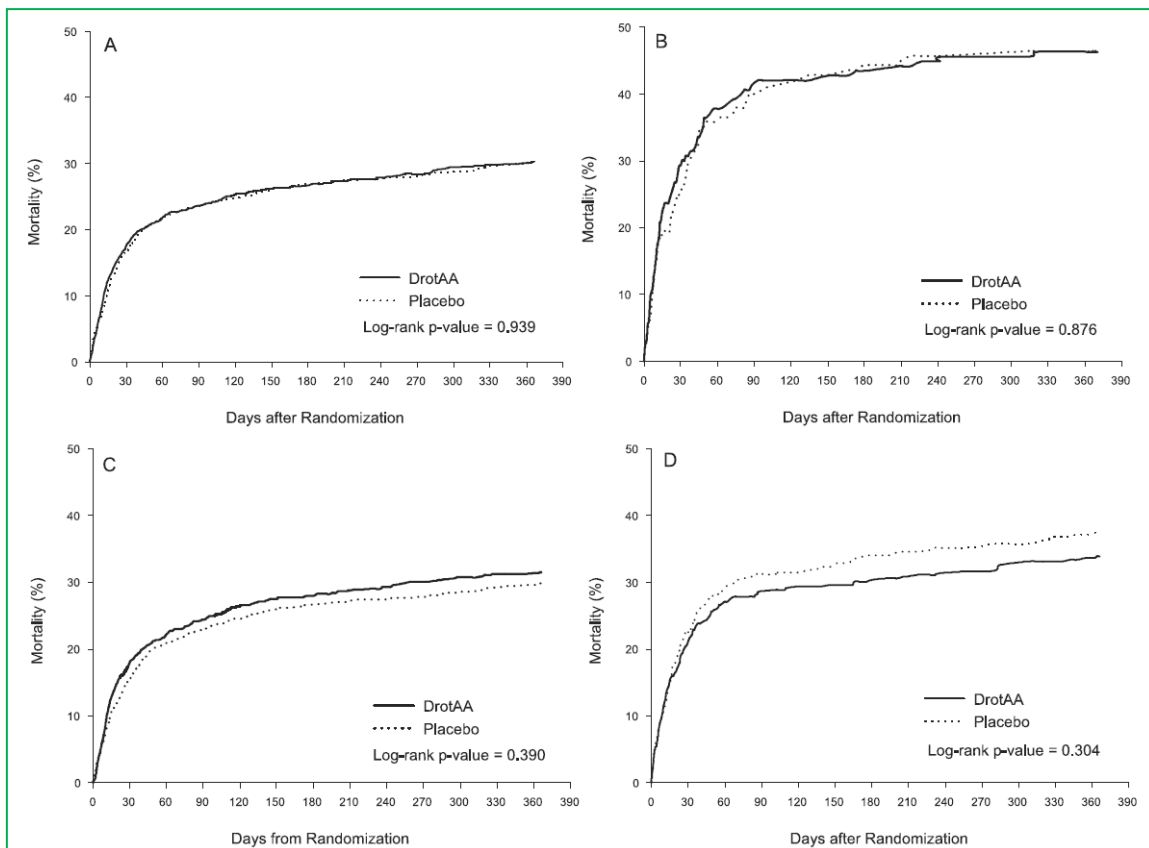 A
50
40
30
20
10
0
Mortality (%)
DrotAA
Placebo
Log-rank p-value = 0.939
0 30 60 90 120 150 180 210 240 270 300 330 360 390
Days after Randomization
B
50
40
30
20
10
0
Mortality (%)
DrotAA
Placebo
Log-rank p-value = 0.876
0 30 60 90 120 150 180 210 240 270 300 330 360 390
Days after Randomization
C
50
40
30
20
10
0
Mortality (%)
DrotAA
Placebo
Log-rank p-value = 0.390
0 30 60 90 120 150 180 210 240 270 300 330 360 390
Days from Randomization
D
50
40
30
20
10
0
Mortality (%)
DrotAA
Placebo
Log-rank p-value = 0.304
0 30 60 90 120 150 180 210 240 270 300 330 360 390
Days after Randomization